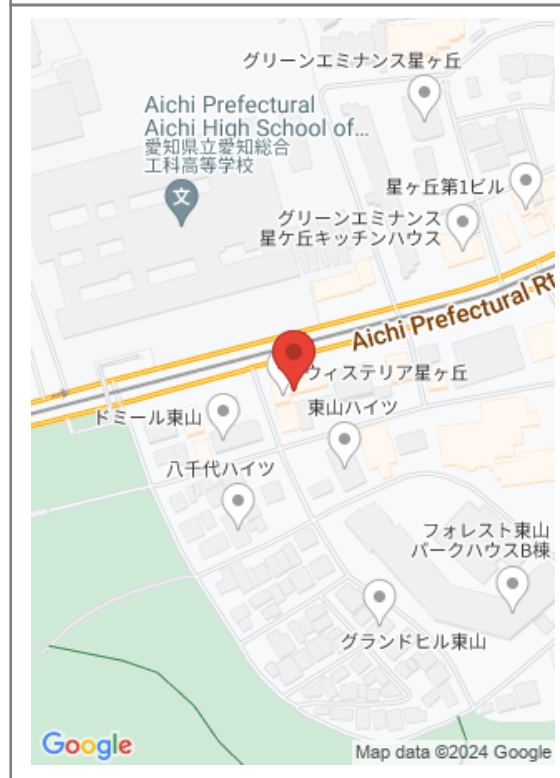 グリーンエミナンス星ヶ丘
Aichi Prefectural
Aichi High School of...
愛知県立愛知総合
工科高等学校
文
星ヶ丘第1ビル
グリーンエミナンス
星ケ丘キッチンハウス
Aichi Prefectural Rt
ウィステリア星ヶ丘
ドミール東山
東山ハイツ
八千代ハイツ
フォレスト東山
パークハウスB棟
グランドヒル東山
Google
Map data ©2024 Google